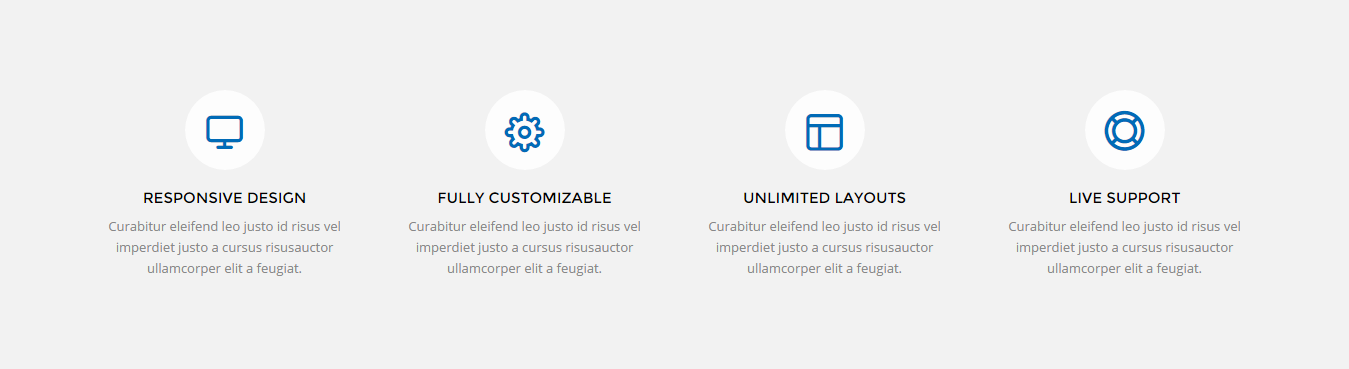 RESPONSIVE DESIGN
Curabitur eleifend leo justo id risus vel
imperdiet justo a cursus risusauctor
ullamcorper elit a feugiat.
FULLY CUSTOMIZABLE
Curabitur eleifend leo justo id risus vel
imperdiet justo a cursus risusauctor
ullamcorper elit a feugiat.
UNLIMITED LAYOUTS
Curabitur eleifend leo justo id risus vel
imperdiet justo a cursus risusauctor
ullamcorper elit a feugiat.
LIVE SUPPORT
Curabitur eleifend leo justo id risus vel
imperdiet justo a cursus risusauctor
ullamcorper elit a feugiat.